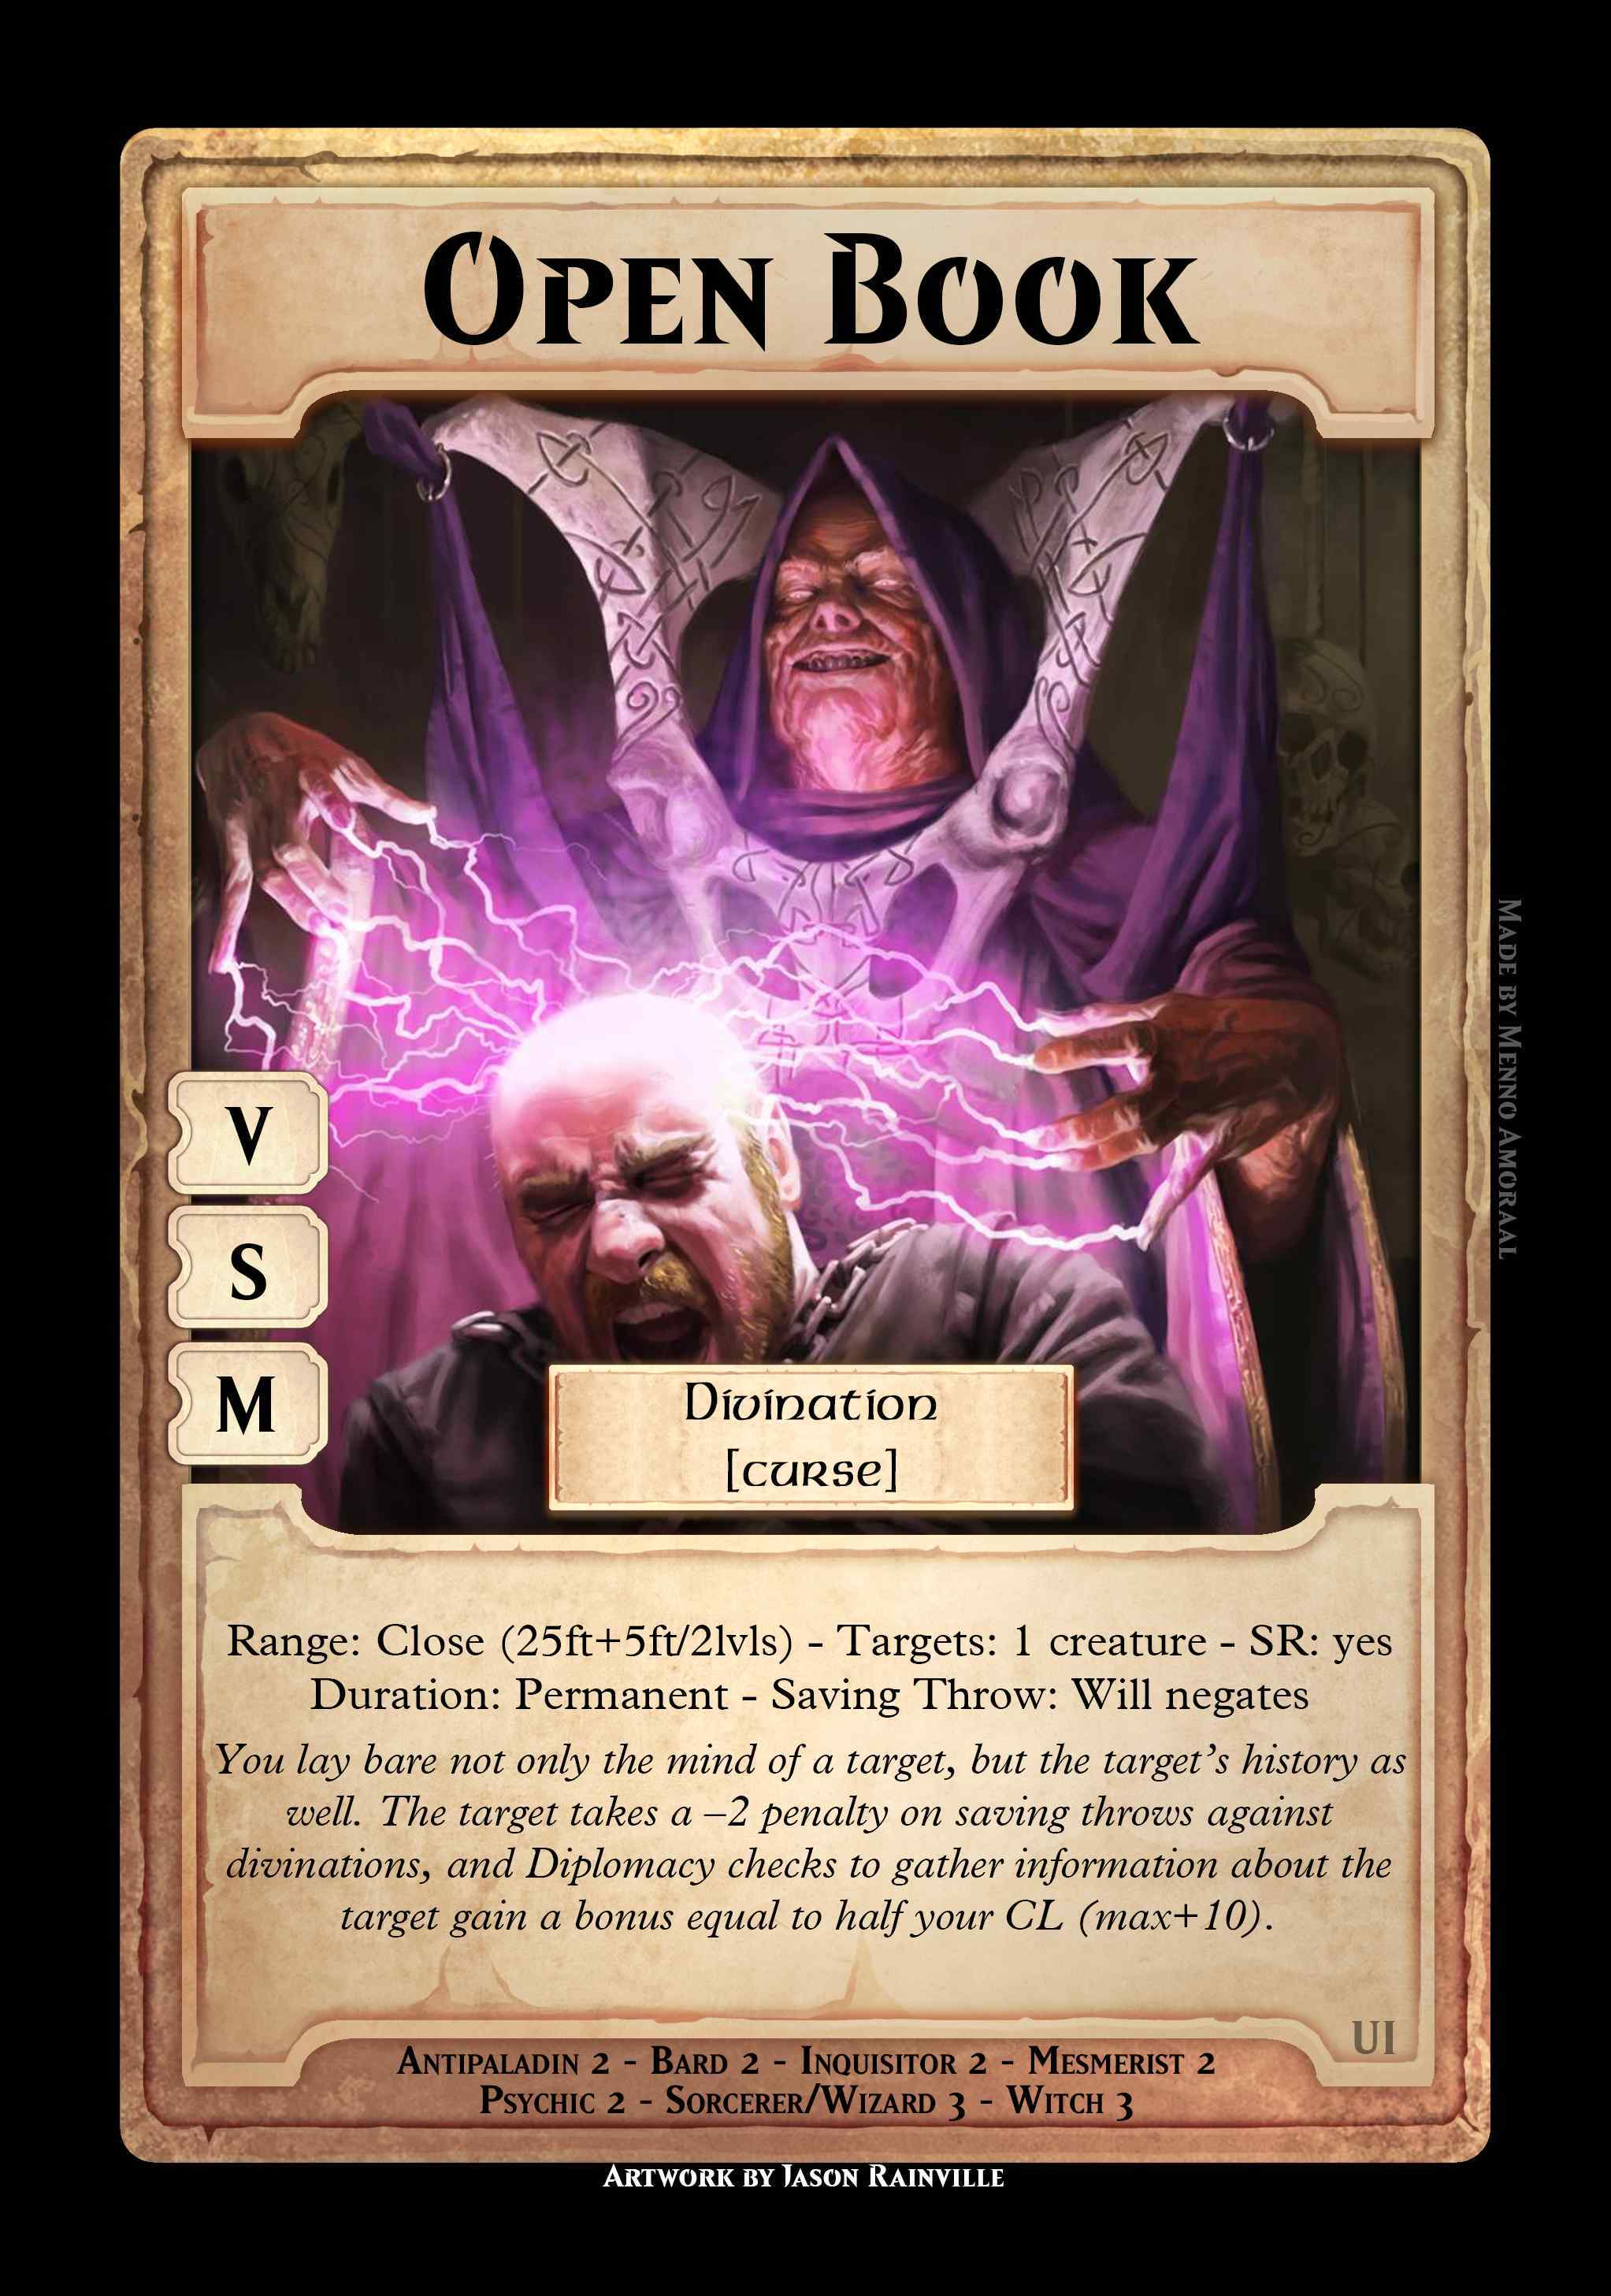 Open Book
V
S
M
Divination
[curse]
Range: Close (25ft+5ft/2lvls) - Targets: 1 creature - SR: yes
Duration: Permanent - Saving Throw: Will negates
You lay bare not only the mind of a target, but the target's history as
well. The target takes a –2 penalty on saving throws against
divinations, and Diplomacy checks to gather information about the
target gain a bonus equal to half your CL (max+10).
UI
Antipaladin 2 - Bard 2 - Inquisitor 2 - Mesmerist 2
Psychic 2 - Sorcerer/Wizard 3 - Witch 3
Artwork by Jason Rainville
Made by Menno Amoraal